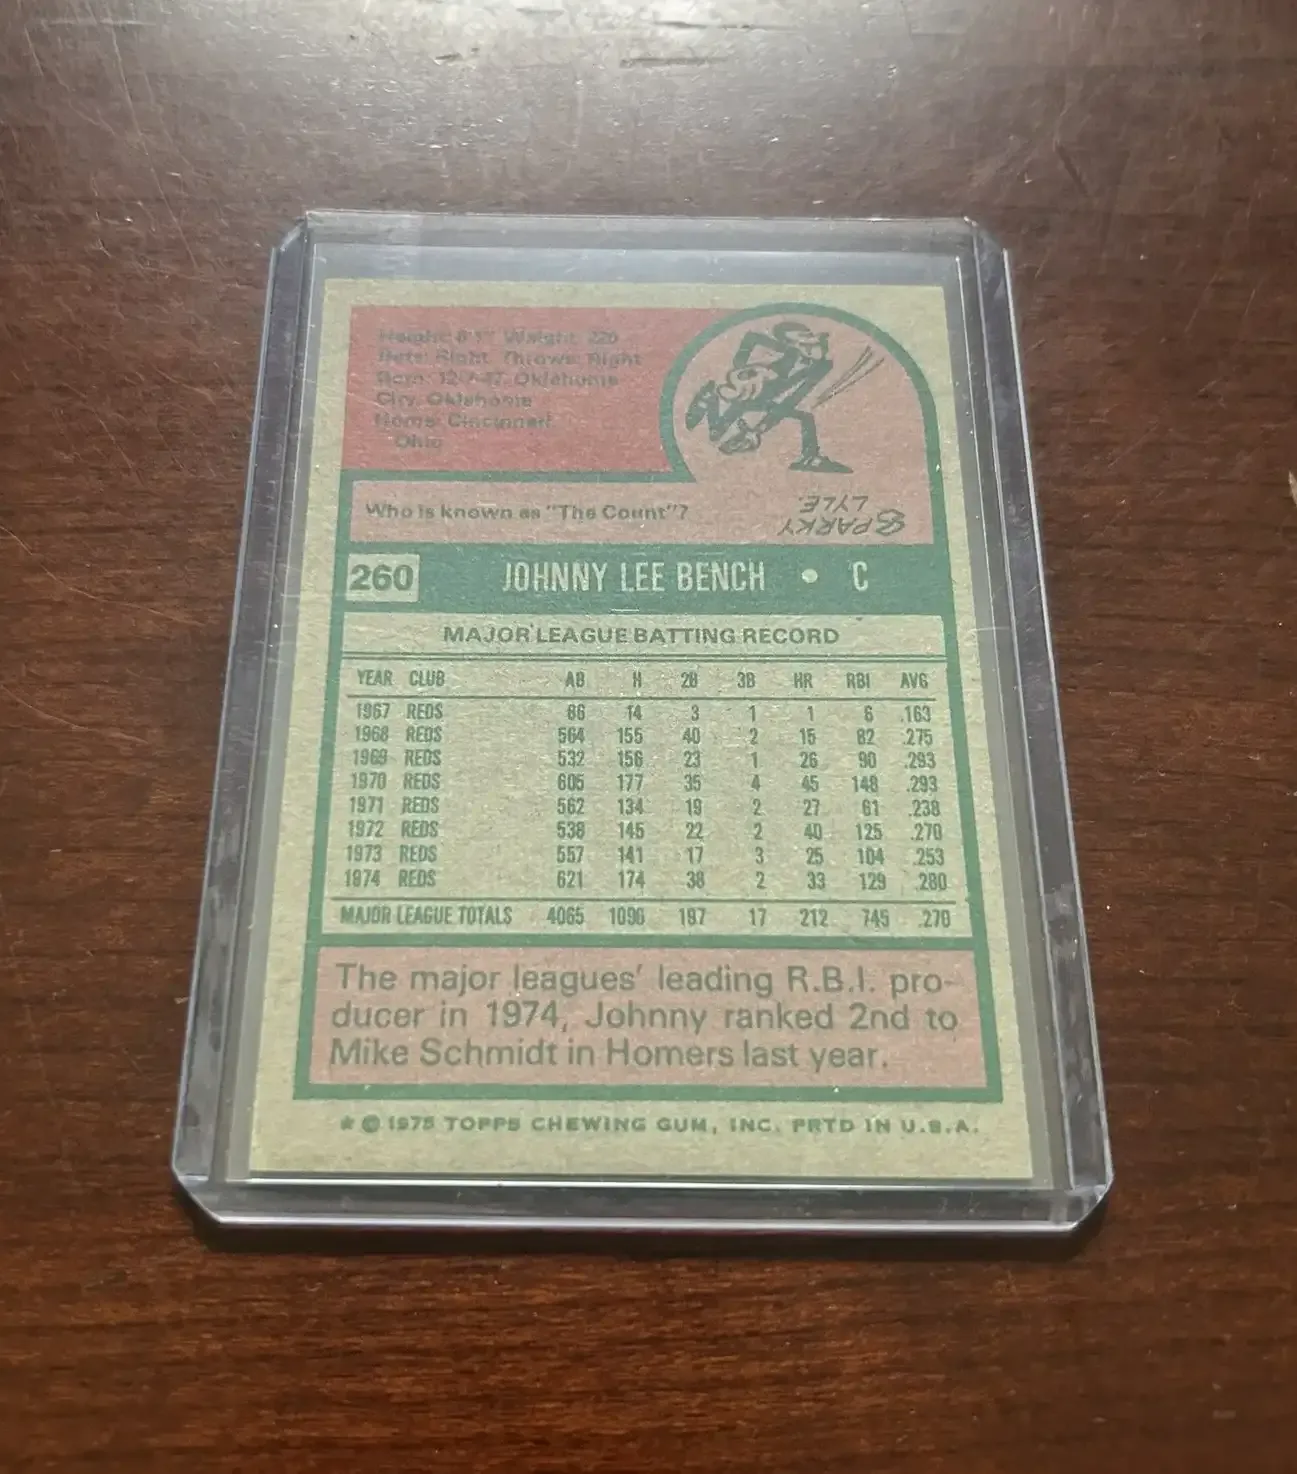 Height: 6'1" Weight: 220
Bats: Right Throws: Right
Born: 12-7-47 Oklahoma
City, Oklahoma
Home: Cincinnati
Ohio
Who is known as "The Count"?
SPARKY
LYLE.
260 JOHNNY LEE BENCH • C
MAJOR LEAGUE BATTING RECORD
YEAR CLUB AB H 2B 3B HR RBI AVG
1967 REDS 86 14 3 1 1 6 .163
1968 REDS 564 155 40 2 15 82 .275
1969 REDS 532 156 23 1 26 90 .293
1970 REDS 605 177 35 4 45 148 .293
1971 REDS 562 134 19 2 27 61 .238
1972 REDS 538 145 22 2 40 125 .270
1973 REDS 557 141 17 3 25 104 .253
1974 REDS 621 174 38 2 33 129 .280
MAJOR LEAGUE TOTALS 4065 1096 197 17 212 745 .270
The major leagues' leading R.B.I. pro-
ducer in 1974, Johnny ranked 2nd to
Mike Schmidt in Homers last year.
* © 1975 TOPPS CHEWING GUM, INC. PRTD IN U.S.A.